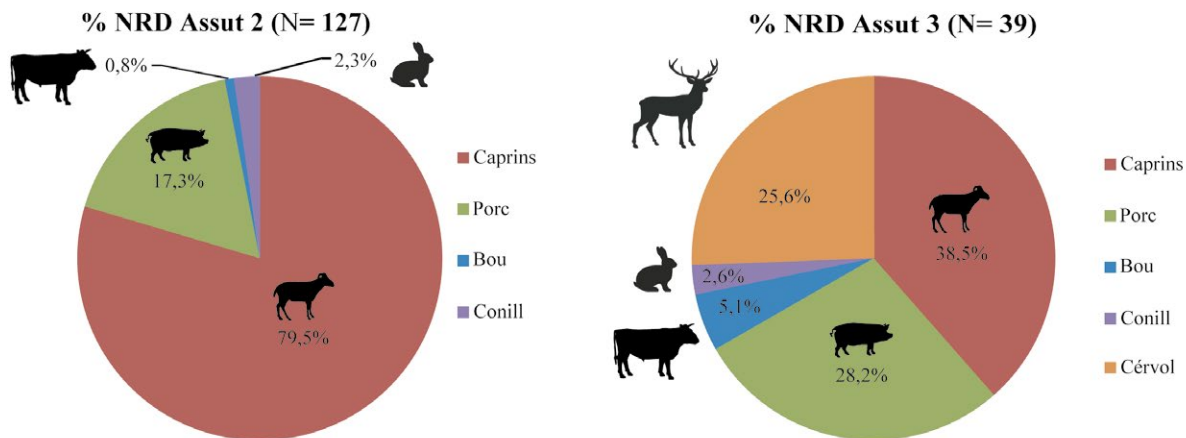 % NRD Assut 2 (N= 127)
0,8%
2,3%
17,3%
79,5%
Caprins
Porc
Bou
Conill
% NRD Assut 3 (N= 39)
25,6%
38,5%
2,6%
5,1%
28,2%
Caprins
Porc
Bou
Conill
Cérvol